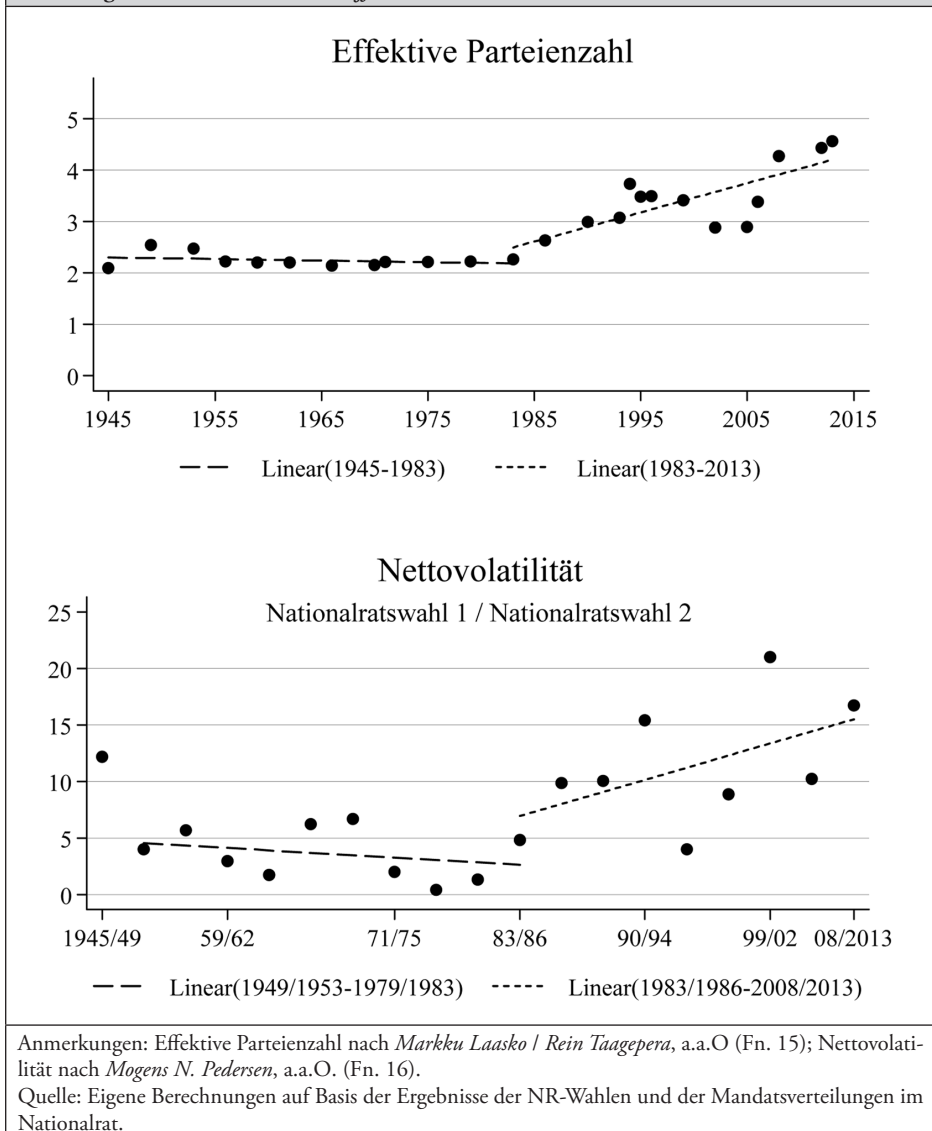 Effektive Parteienzahl
5
4
3
2
1
0
1945 1955 1965 1975 1985 1995 2005 2015
Linear(1945-1983) Linear(1983-2013)
Nettovolatilität
Nationalratswahl 1 / Nationalratswahl 2
25
20
15
10
5
0
1945/49 59/62 71/75 83/86 90/94 99/02 08/2013
Linear(1949/1953-1979/1983) Linear(1983/1986-2008/2013)
Anmerkungen: Effektive Parteienzahl nach Markku Laasko / Rein Taagepera, a.a.O (Fn. 15); Nettovolati-
lität nach Mogens N. Pedersen, a.a.O. (Fn. 16).
Quelle: Eigene Berechnungen auf Basis der Ergebnisse der NR-Wahlen und der Mandatsverteilungen im
Nationalrat.